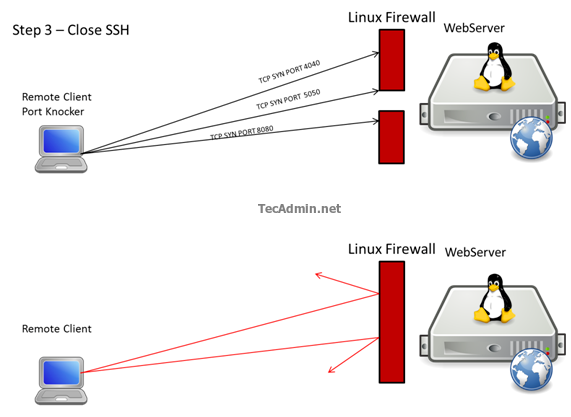 Step 3 – Close SSH
Linux Firewall
WebServer
TCP SYN PORT 4040
Remote Client
Port Knocker
TCP SYN PORT 5050
TCP SYN PORT 8080
TecAdmin.net
Linux Firewall
WebServer
Remote Client